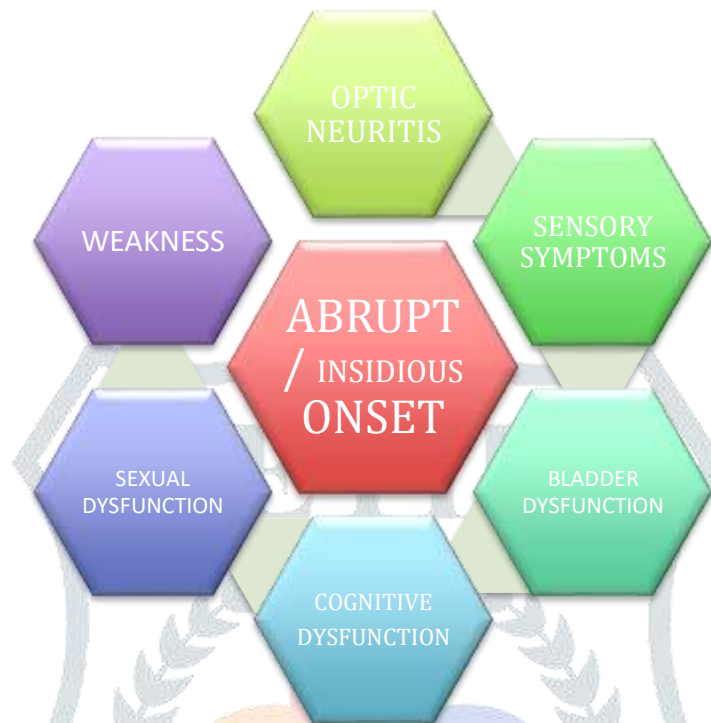 OPTIC
NEURITIS
SENSORY
SYMPTOMS
WEAKNESS
ABRUPT
/ INSIDIOUS
ONSET
SEXUAL
DYSFUNCTION
BLADDER
DYSFUNCTION
COGNITIVE
DYSFUNCTION